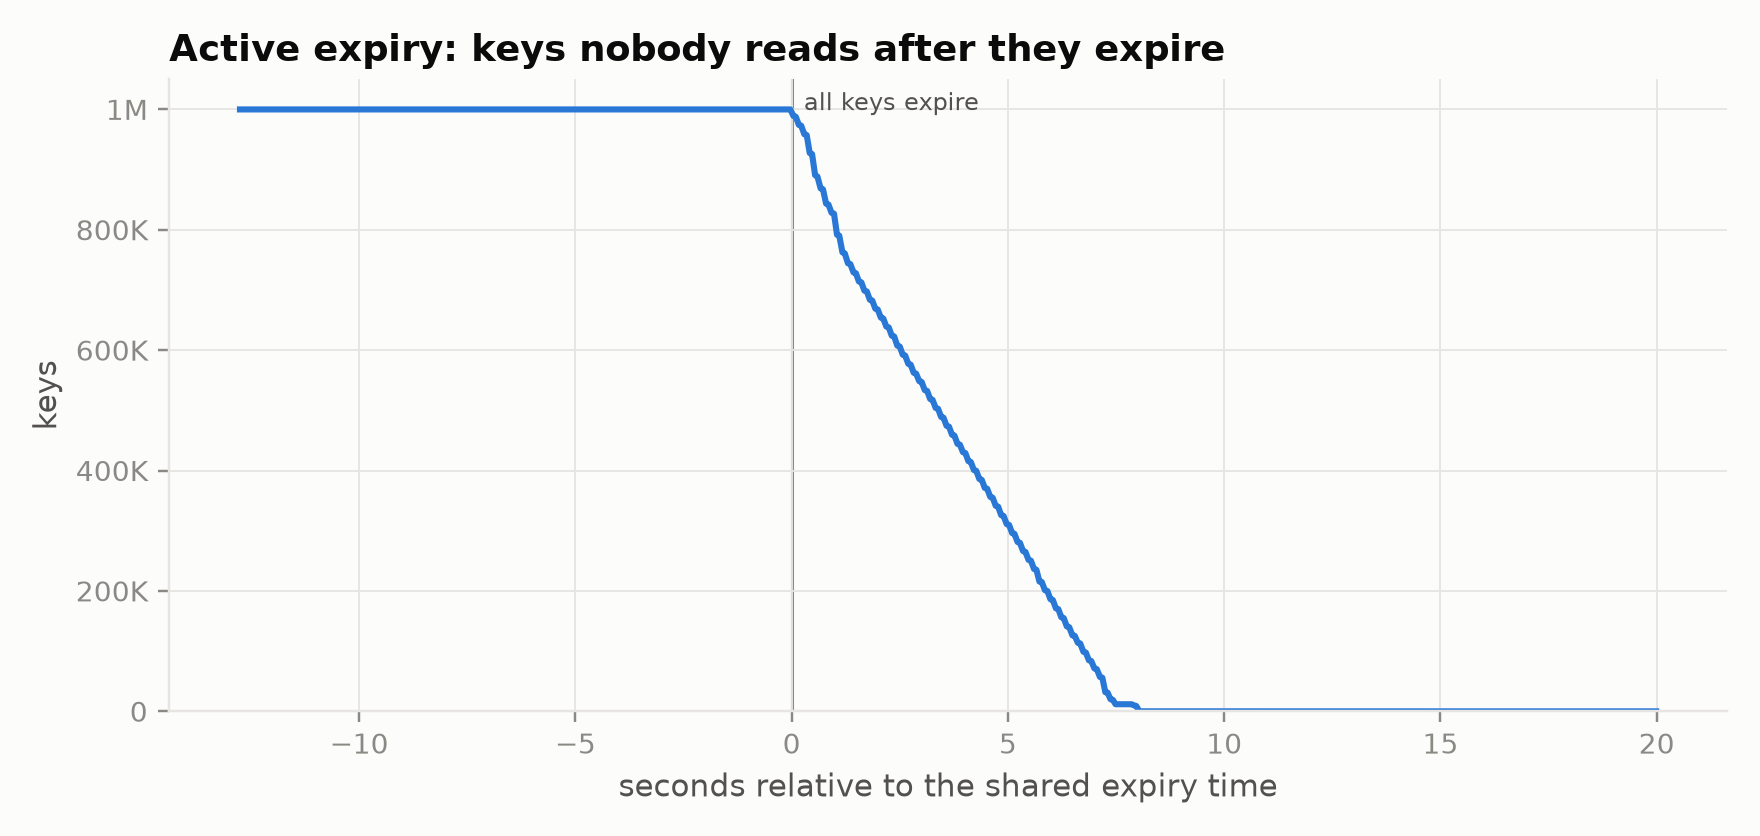 Active expiry: keys nobody reads after they expire
all keys expire
1M
800K
600K
400K
200K
0
keys
−10 −5 0 5 10 15 20
seconds relative to the shared expiry time